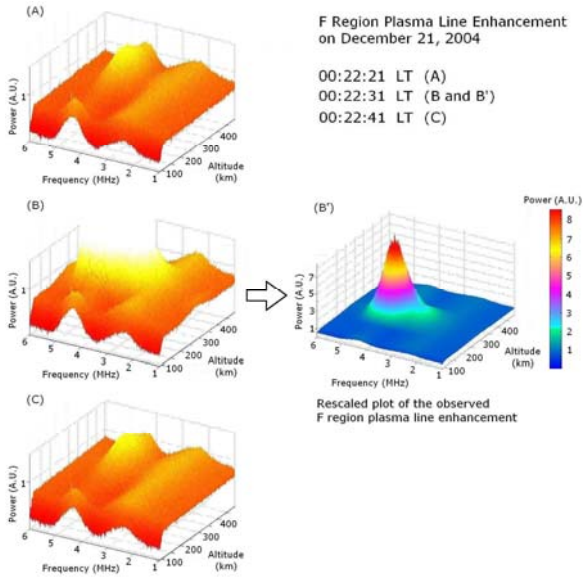 (A)
F Region Plasma Line Enhancement
on December 21, 2004
00:22:21 LT (A)
00:22:31 LT (B and B')
00:22:41 LT (C)
Power (A.U.)
1
6
5
4
3
2
1
Frequency (MHz)
100
200
300
400
Altitude
(km)
(B)
Power (A.U.)
1
6
5
4
3
2
1
Frequency (MHz)
100
200
300
400
Altitude
(km)
(B')
Power (A.U.)
8
7
6
5
4
3
2
1
Power (A.U.)
7
5
3
1
6
5
4
3
2
1
Frequency (MHz)
100
200
300
400
Altitude
(km)
Rescaled plot of the observed
F region plasma line enhancement
(C)
Power (A.U.)
1
6
5
4
3
2
1
Frequency (MHz)
100
200
300
400
Altitude
(km)